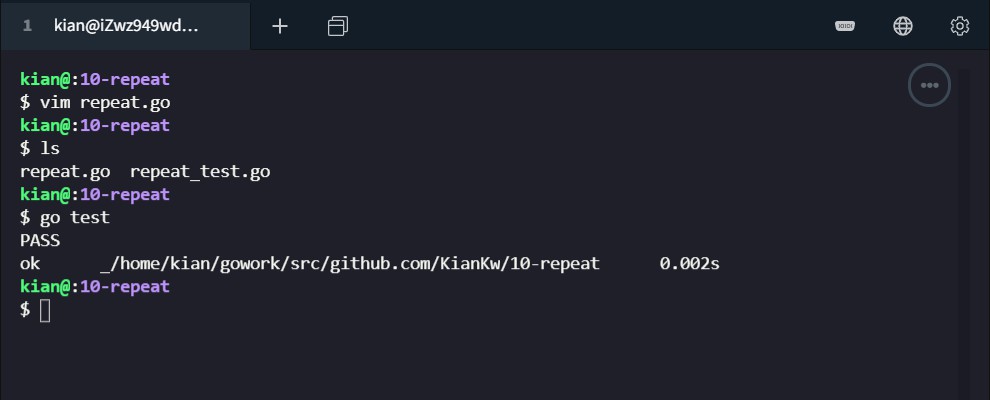 1 kian@iZwz949wd...
kian@:10-repeat
$ vim repeat.go
kian@:10-repeat
$ ls
repeat.go  repeat_test.go
kian@:10-repeat
$ go test
PASS
ok      _/home/kian/gowork/src/github.com/KianKw/10-repeat      0.002s
kian@:10-repeat
$